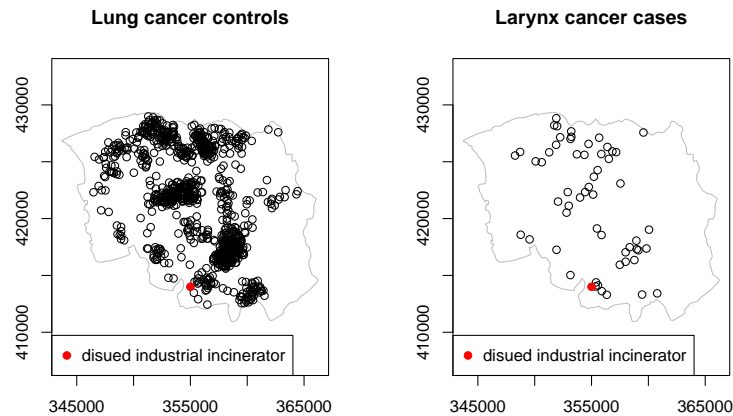 Lung cancer controls
430000
420000
410000
disued industrial incinerator
345000 355000 365000
Larynx cancer cases
430000
420000
410000
disued industrial incinerator
345000 355000 365000